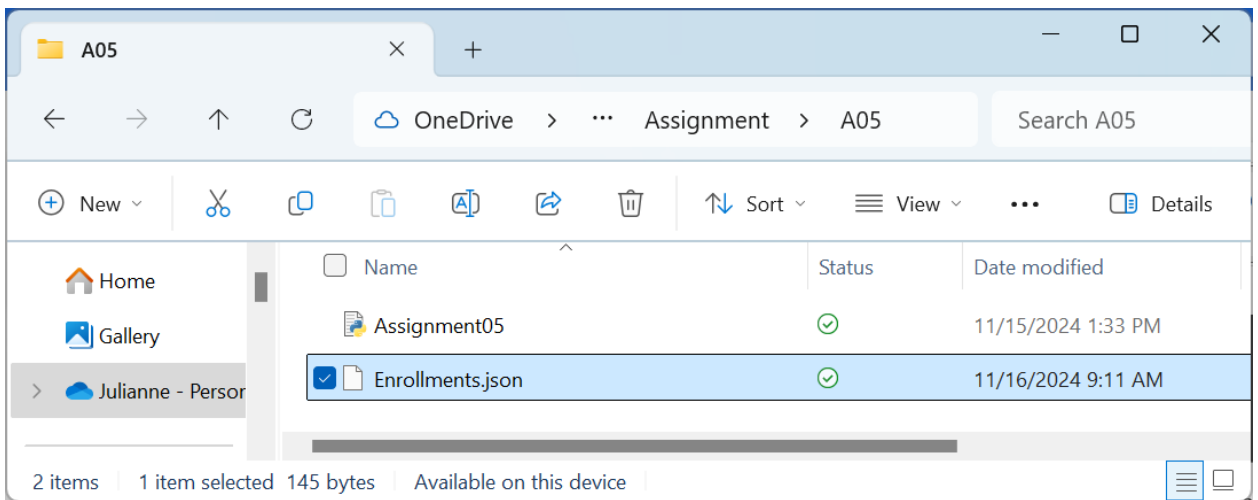 A05
OneDrive > ... Assignment > A05 Search A05
New Sort View ... Details
Name Status Date modified
Home
Gallery
Julianne - Person
Assignment05 11/15/2024 1:33 PM
Enrollments.json 11/16/2024 9:11 AM
2 items 1 item selected 145 bytes Available on this device